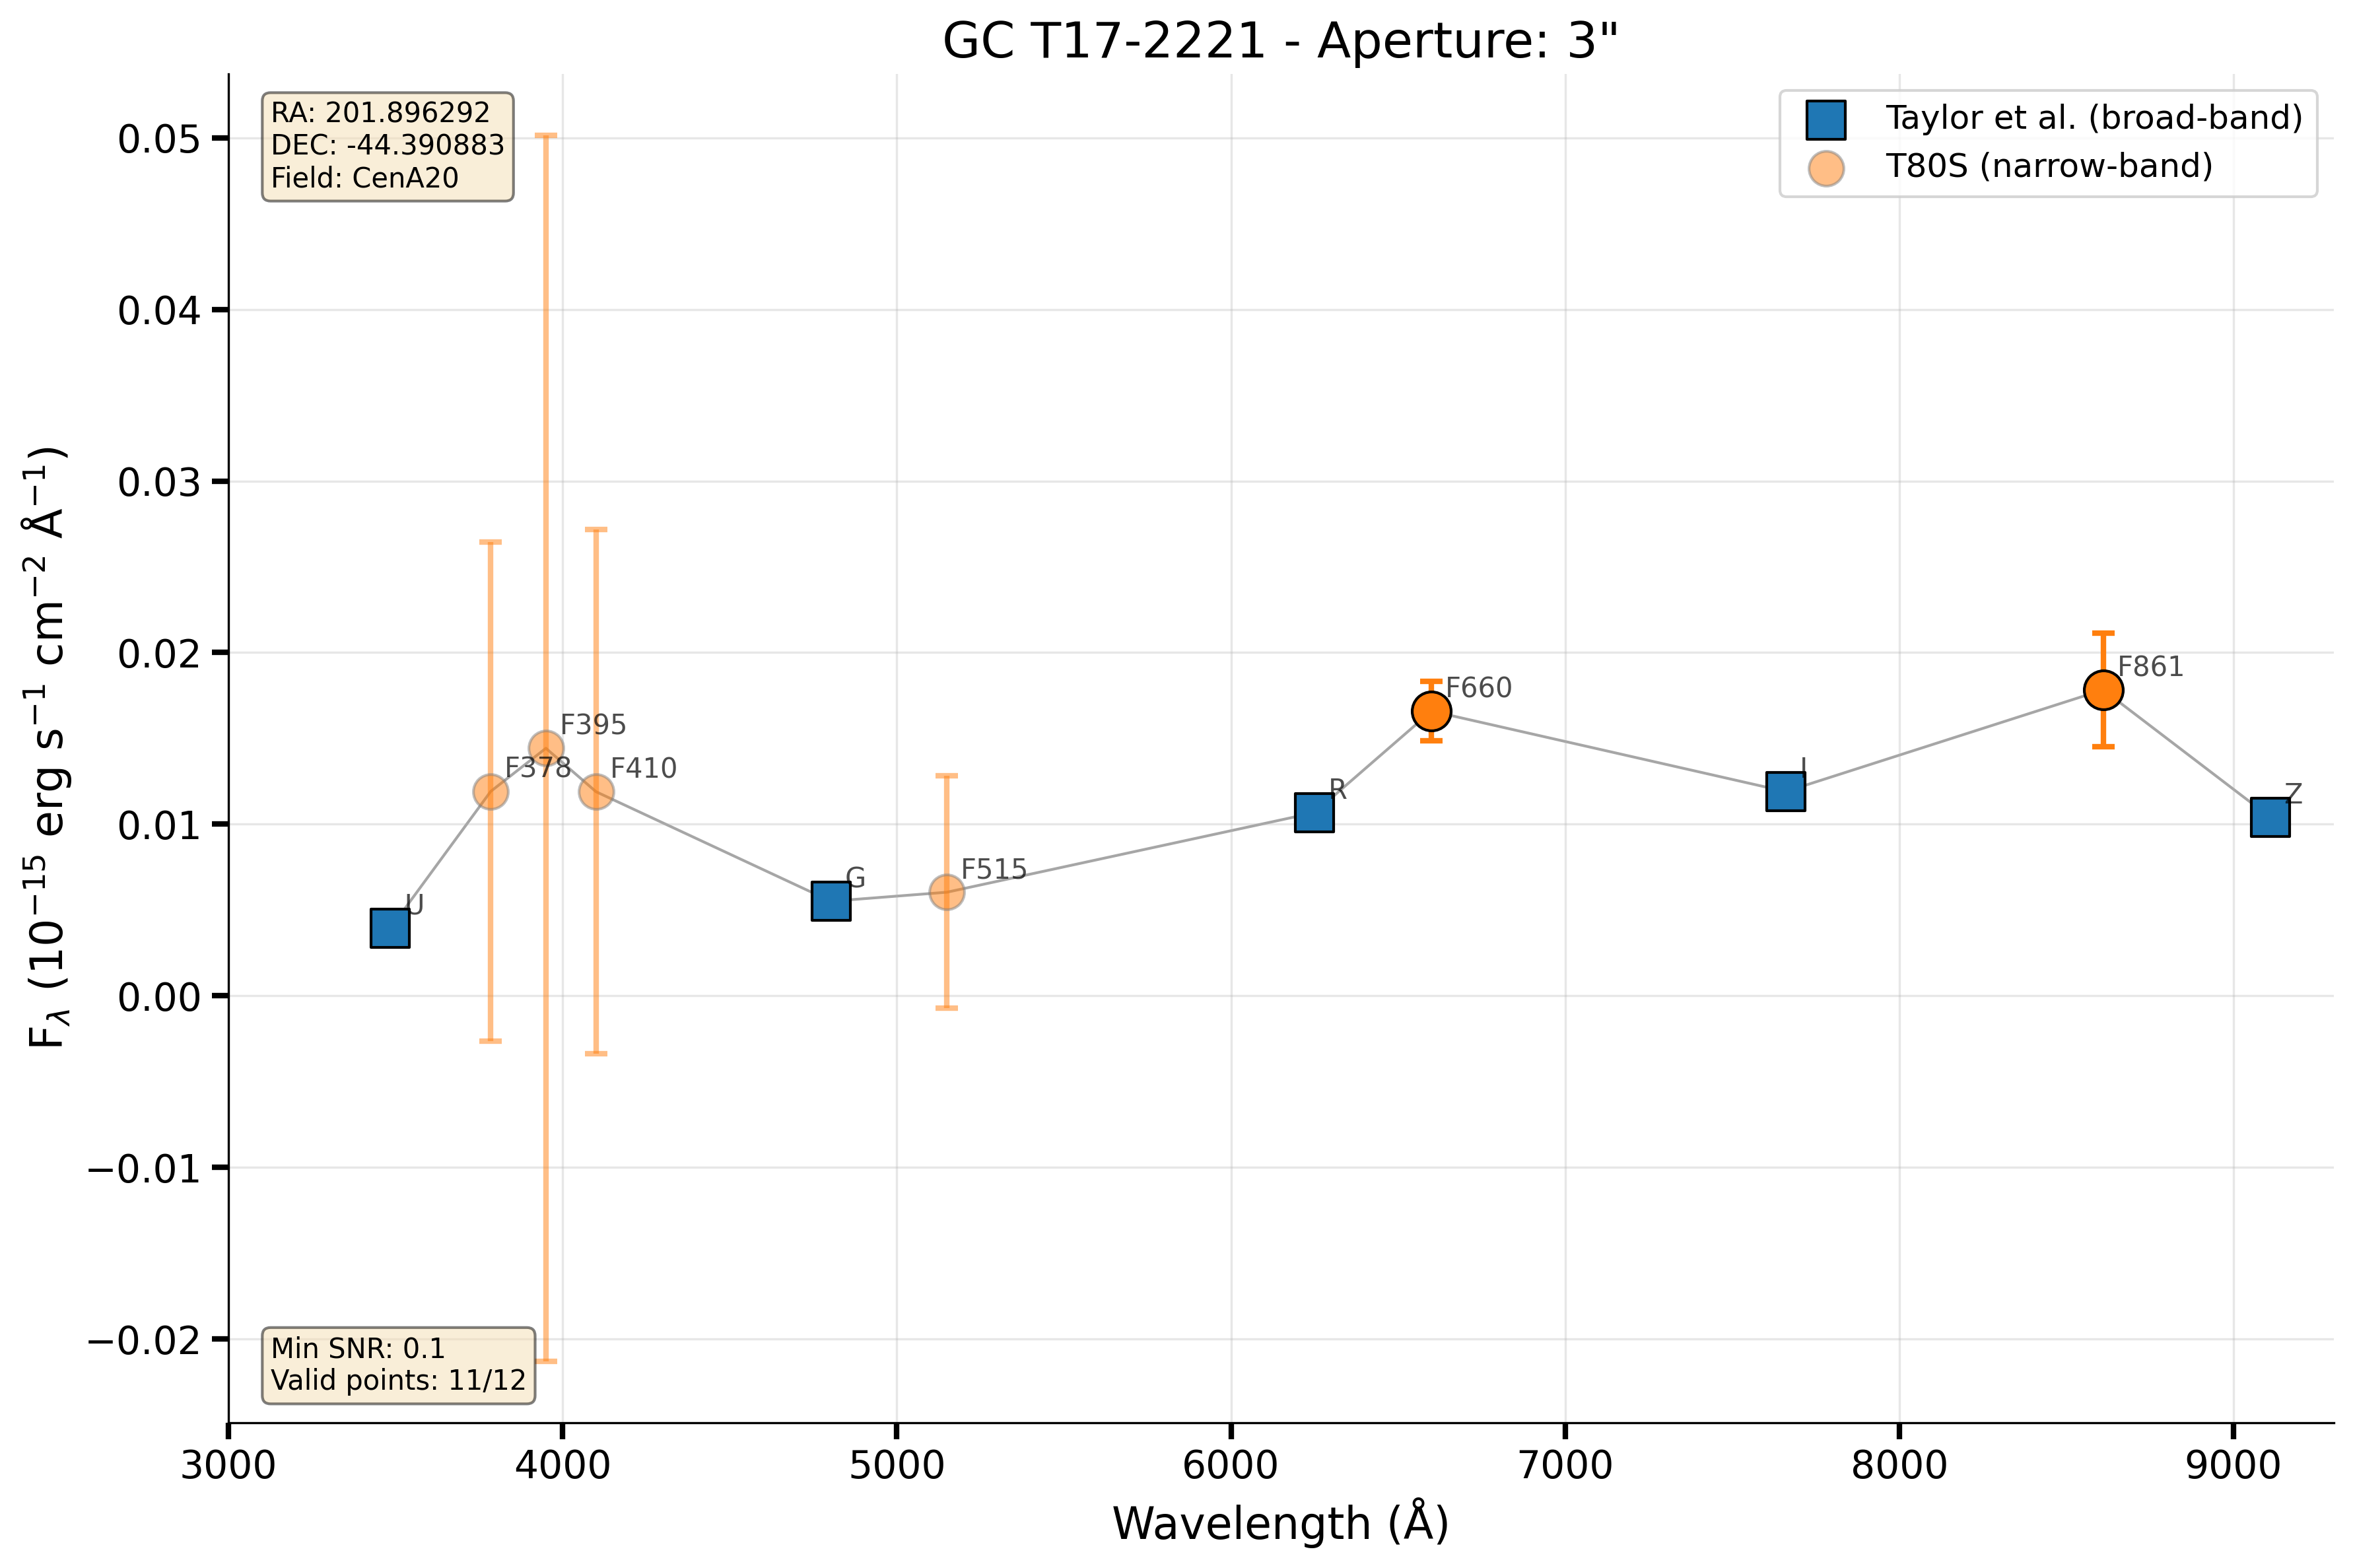 GC T17-2221 - Aperture: 3"
RA: 201.896292
DEC: -44.390883
Field: CenA20
Taylor et al. (broad-band)
T80S (narrow-band)
0.05
0.04
0.03
0.02
0.01
0.00
−0.01
−0.02
F_λ (10⁻¹⁵ erg s⁻¹ cm⁻² Å⁻¹)
U
F378
F395
F410
G
F515
R
F660
I
F861
Z
Min SNR: 0.1
Valid points: 11/12
3000 4000 5000 6000 7000 8000 9000
Wavelength (Å)